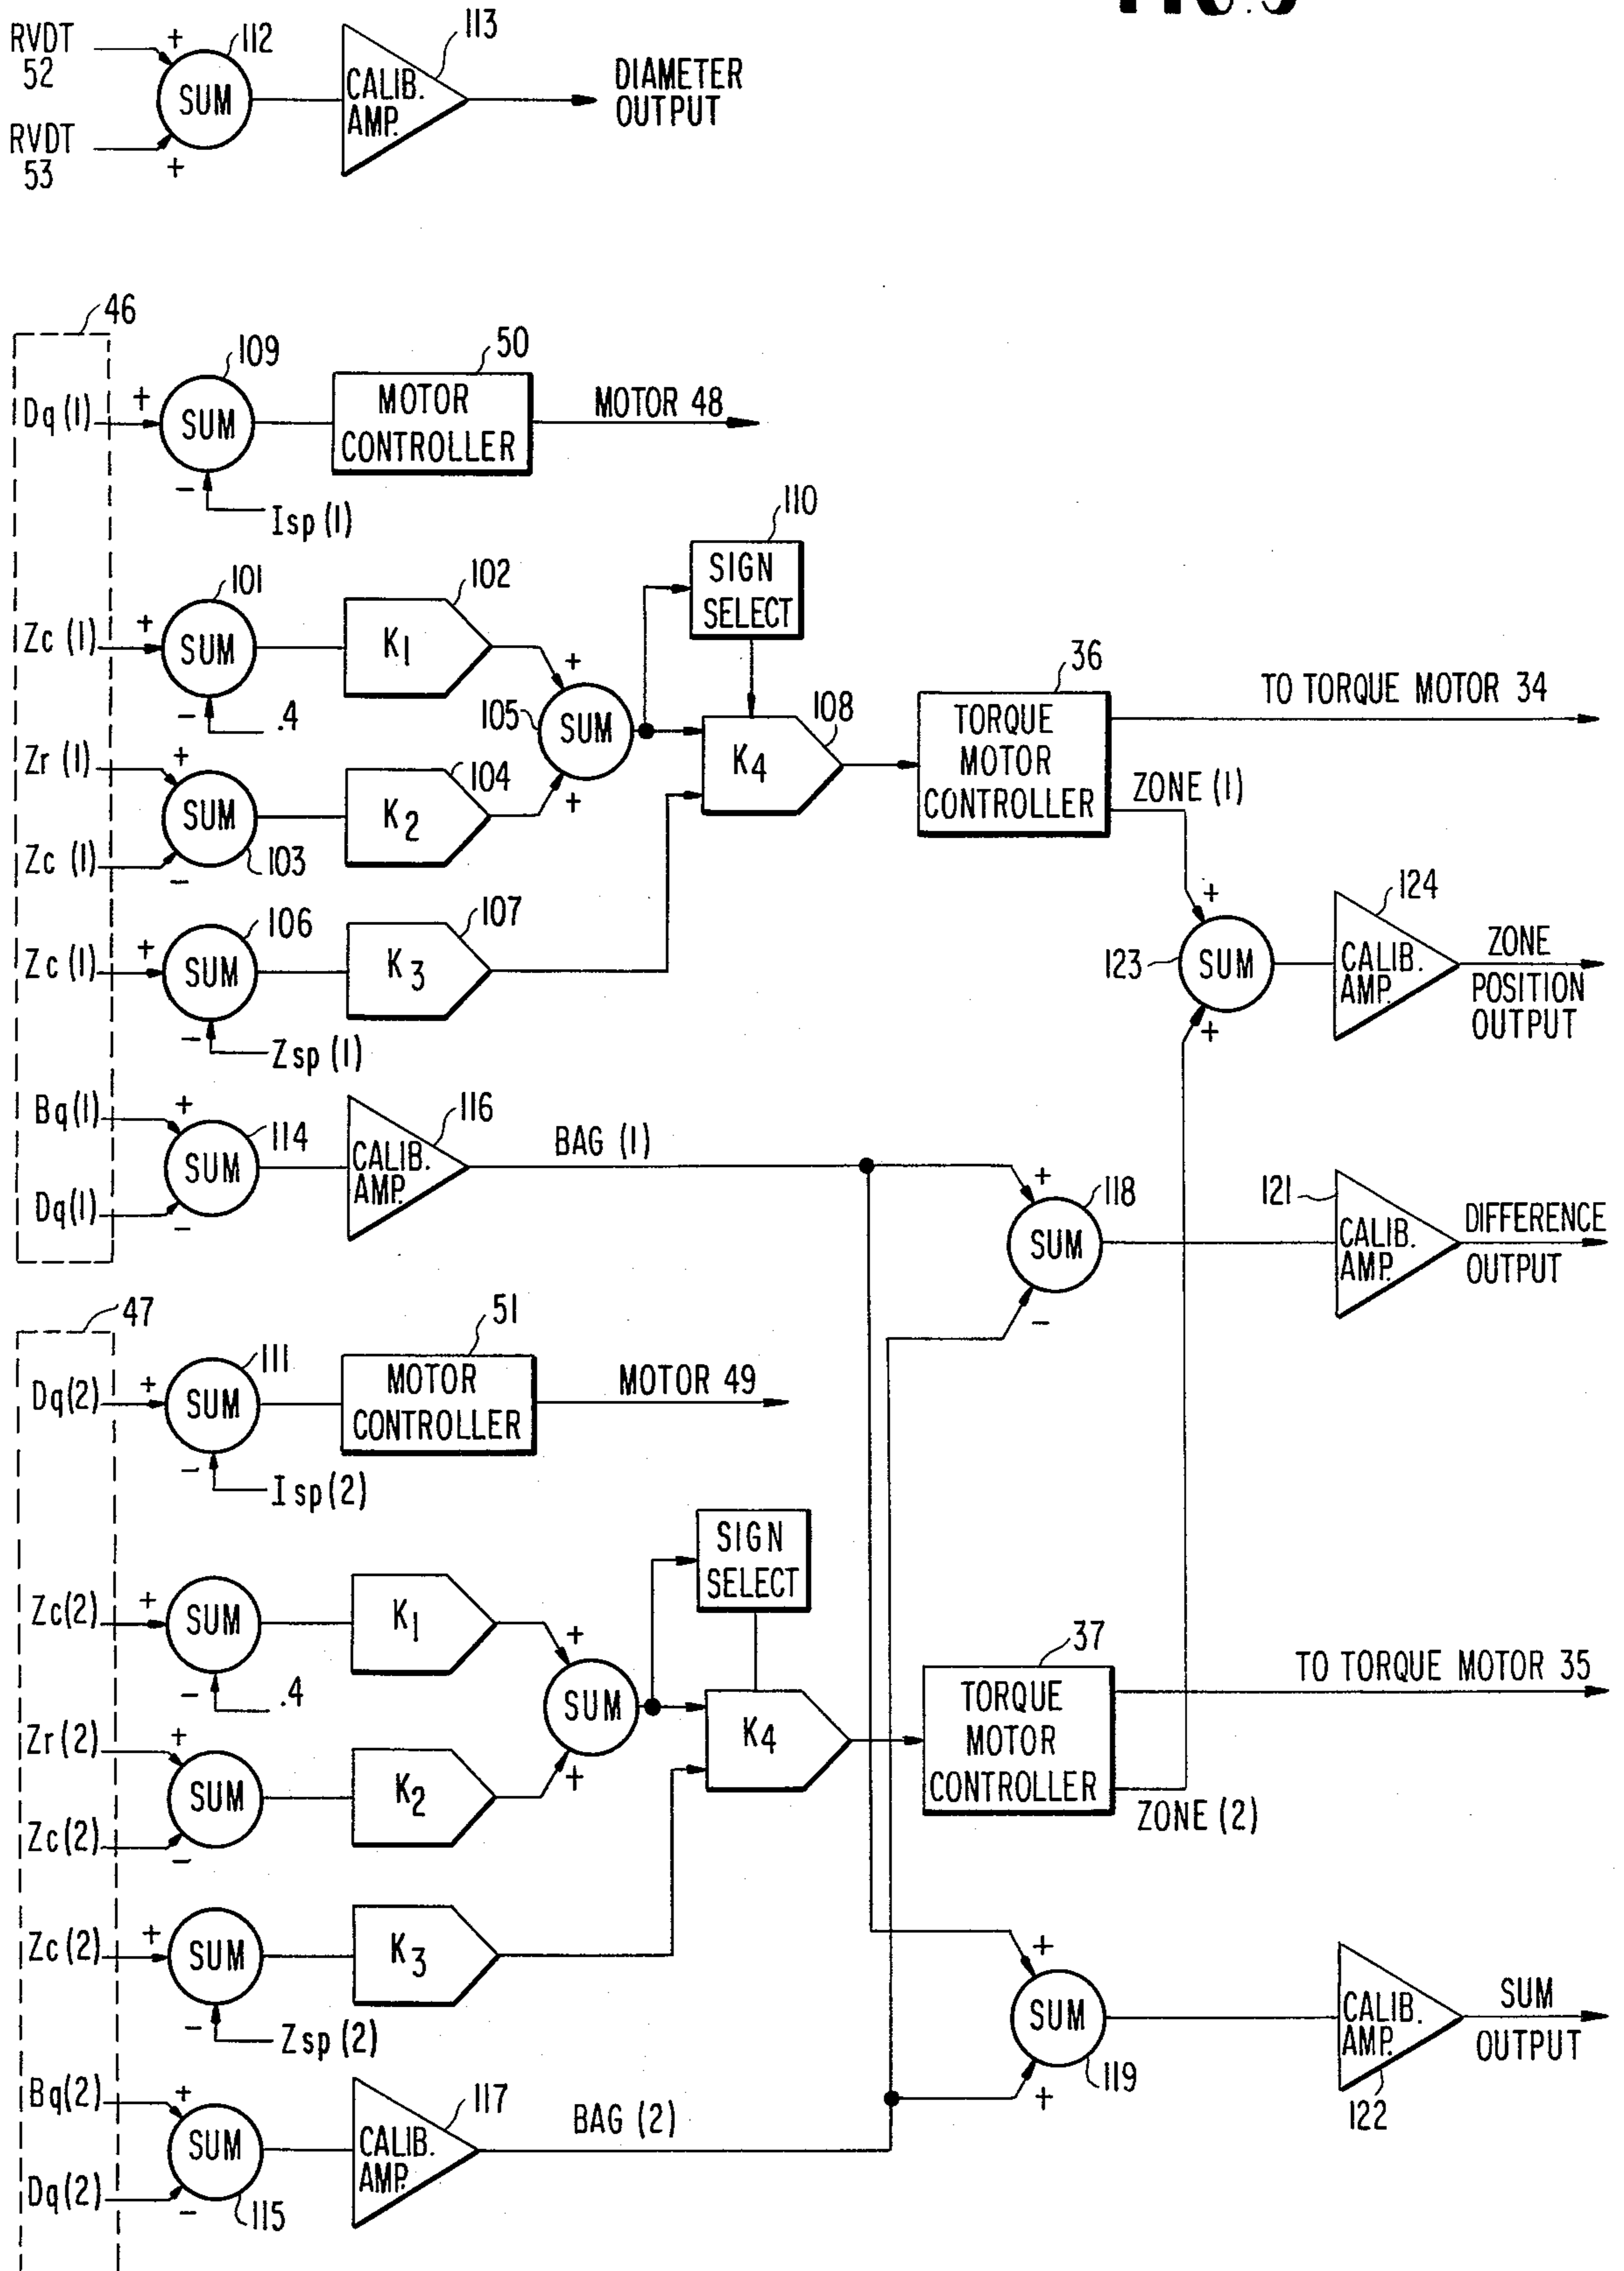 RVDT
52
+
112
SUM
RVDT
53
+
113
CALIB.
AMP.
DIAMETER
OUTPUT
46
109
Dq (1)
+
SUM
-
Isp (1)
50
MOTOR
CONTROLLER
MOTOR 48
101
Zc (1)
+
SUM
-
.4
102
K1
Zr (1)
+
SUM
103
Zc (1)
-
104
K2
105
+
SUM
+
110
SIGN
SELECT
108
K4
36
TORQUE
MOTOR
CONTROLLER
TO TORQUE MOTOR 34
ZONE (1)
106
Zc (1)
+
SUM
-
Zsp (1)
107
K3
123
+
SUM
+
124
CALIB.
AMP.
ZONE
POSITION
OUTPUT
Bq (1)
+
114
SUM
Dq (1)
-
116
CALIB.
AMP.
BAG (1)
+
118
SUM
-
121
CALIB.
AMP.
DIFFERENCE
OUTPUT
47
111
Dq (2)
+
SUM
-
Isp (2)
51
MOTOR
CONTROLLER
MOTOR 49
Zc (2)
+
SUM
-
.4
K1
Zr (2)
+
SUM
Zc (2)
-
K2
+
SUM
+
SIGN
SELECT
K4
37
TORQUE
MOTOR
CONTROLLER
TO TORQUE MOTOR 35
ZONE (2)
Zc (2)
+
SUM
-
Zsp (2)
K3
+
SUM
119
+
CALIB.
AMP.
122
SUM
OUTPUT
Bq (2)
+
SUM
115
Dq (2)
-
117
CALIB.
AMP.
BAG (2)